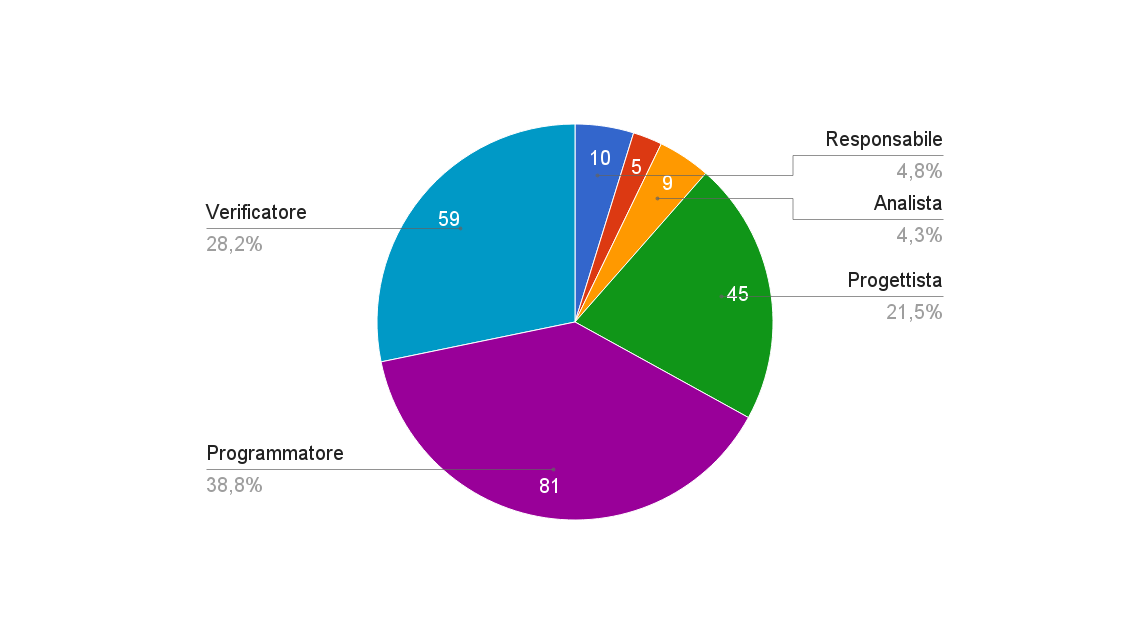 Responsabile
4,8%
Analista
4,3%
Progettista
21,5%
Programmatore
38,8%
Verificatore
28,2%
10
5
9
45
81
59